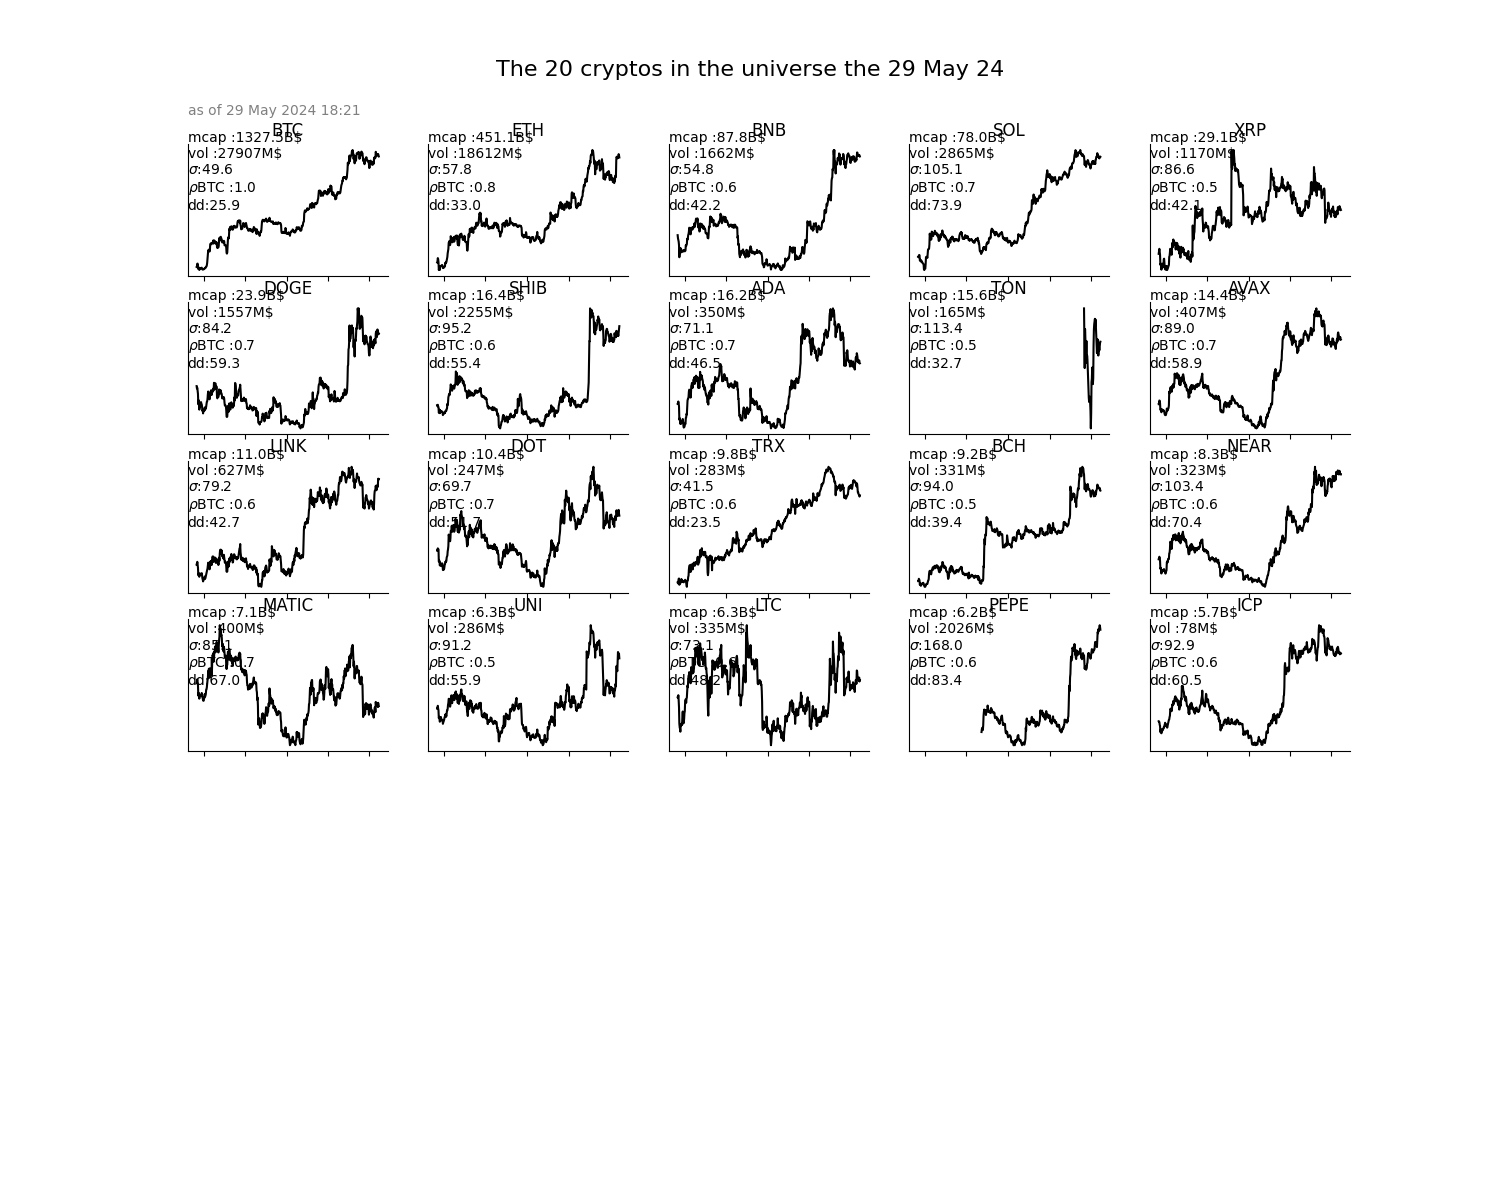 The 20 cryptos in the universe the 29 May 24
as of 29 May 2024 18:21
BTC
mcap :1327.5B$
vol :27907M$
σ:49.6
ρBTC :1.0
dd:25.9
ETH
mcap :451.1B$
vol :18612M$
σ:57.8
ρBTC :0.8
dd:33.0
BNB
mcap :87.8B$
vol :1662M$
σ:54.8
ρBTC :0.6
dd:42.2
SOL
mcap :78.0B$
vol :2865M$
σ:105.1
ρBTC :0.7
dd:73.9
XRP
mcap :29.1B$
vol :1170M$
σ:86.6
ρBTC :0.5
dd:42.1
DOGE
mcap :23.9B$
vol :1557M$
σ:84.2
ρBTC :0.7
dd:59.3
SHIB
mcap :16.4B$
vol :2255M$
σ:95.2
ρBTC :0.6
dd:55.4
ADA
mcap :16.2B$
vol :350M$
σ:71.1
ρBTC :0.7
dd:46.5
TON
mcap :15.6B$
vol :165M$
σ:113.4
ρBTC :0.5
dd:32.7
AVAX
mcap :14.4B$
vol :407M$
σ:89.0
ρBTC :0.7
dd:58.9
LINK
mcap :11.0B$
vol :627M$
σ:79.2
ρBTC :0.6
dd:42.7
DOT
mcap :10.4B$
vol :247M$
σ:69.7
ρBTC :0.7
TRX
mcap :9.8B$
vol :283M$
σ:41.5
ρBTC :0.6
dd:23.5
BCH
mcap :9.2B$
vol :331M$
σ:94.0
ρBTC :0.5
dd:39.4
NEAR
mcap :8.3B$
vol :323M$
σ:103.4
ρBTC :0.6
dd:70.4
MATIC
mcap :7.1B$
vol :400M$
σ:85.1
ρBTC :0.7
dd:67.0
UNI
mcap :6.3B$
vol :286M$
σ:91.2
ρBTC :0.5
dd:55.9
LTC
mcap :6.3B$
vol :335M$
σ:73.1
dd:48.2
PEPE
mcap :6.2B$
vol :2026M$
σ:168.0
ρBTC :0.6
dd:83.4
ICP
mcap :5.7B$
vol :78M$
σ:92.9
ρBTC :0.6
dd:60.5